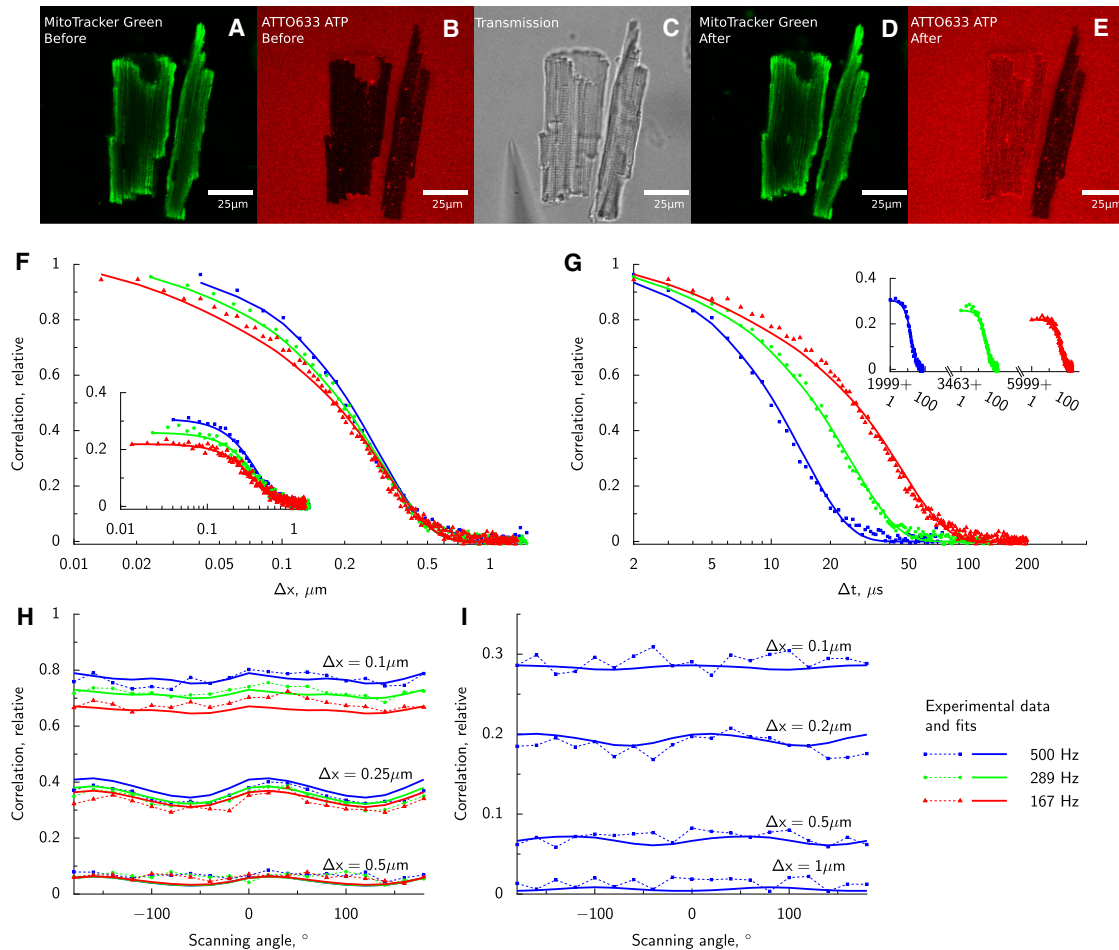 MitoTracker Green
Before
A
ATTO633 ATP
Before
B
Transmission
C
MitoTracker Green
After
D
ATTO633 ATP
After
E
25μm
25μm
25μm
25μm
25μm
F
Correlation, relative
1
0.8
0.6
0.4
0.2
0
0.01
0.02
0.05
0.1
0.2
0.5
1
Δx, μm
0.4
0.2
0
0.01
0.1
1
G
Correlation, relative
1
0.8
0.6
0.4
0.2
0
2
5
10
20
50
100
200
Δt, μs
0.4
0.2
0
1999+
3463+
5999+
1
100
1
100
1
100
H
Correlation, relative
1
0.8
0.6
0.4
0.2
0
Δx = 0.1μm
Δx = 0.25μm
Δx = 0.5μm
−100
0
100
Scanning angle, °
I
Correlation, relative
0.3
0.2
0.1
0
Δx = 0.1μm
Δx = 0.2μm
Δx = 0.5μm
Δx = 1μm
−100
0
100
Scanning angle, °
Experimental data
and fits
500 Hz
289 Hz
167 Hz